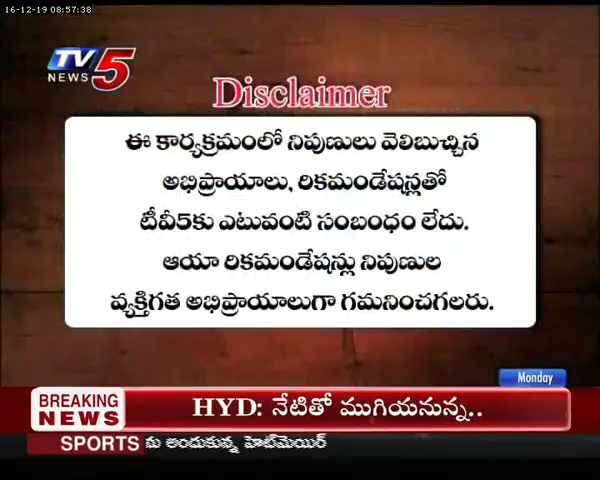 16-12-19 08:57:38
TV5
NEWS
Disclaimer
ఈ కార్యక్రమంలో నిపుణులు వెలిబుచ్చిన
అభిప్రాయాలు, రికమండేషన్లతో
టీవీ5కు ఎటువంటి సంబంధం లేదు.
ఆయా రికమండేషన్లు నిపుణుల
వ్యక్తిగత అభిప్రాయాలుగా గమనించగలరు.
Monday
BREAKING NEWS
HYD: నేటితో ముగియనున్న..
SPORTS ను అందుకున్న హెట్‌మెయిర్